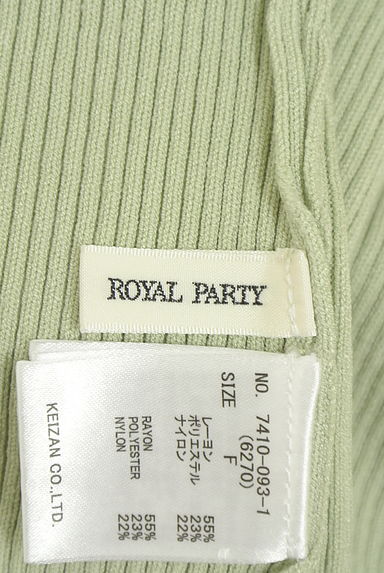 ROYAL PARTY
NO. 7410-093-1
(6270)
SIZE F
レーヨン 55%
ポリエステル 23%
ナイロン 22%
RAYON 55%
POLYESTER 23%
NYLON 22%
KEIZAN CO.,LTD.